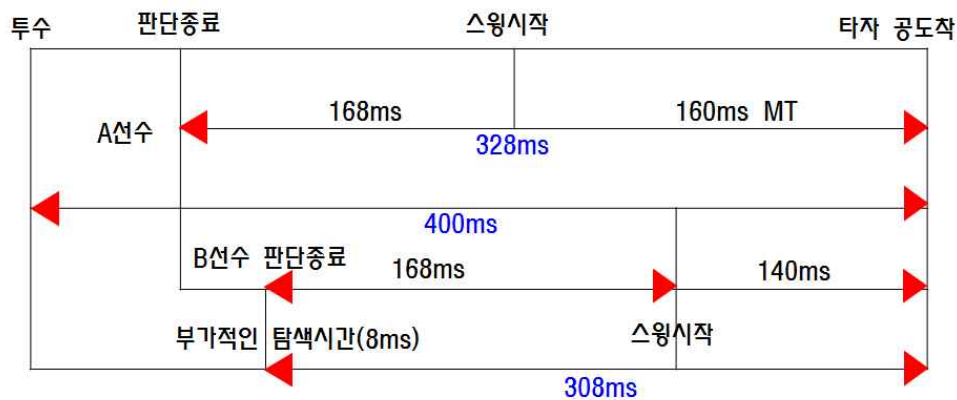 투수 판단종료 스윙시작 타자 공도착
168ms 160ms MT
A선수
328ms
400ms
B선수 판단종료 168ms 140ms
부가적인 탐색시간(8ms) 스윙시작
308ms